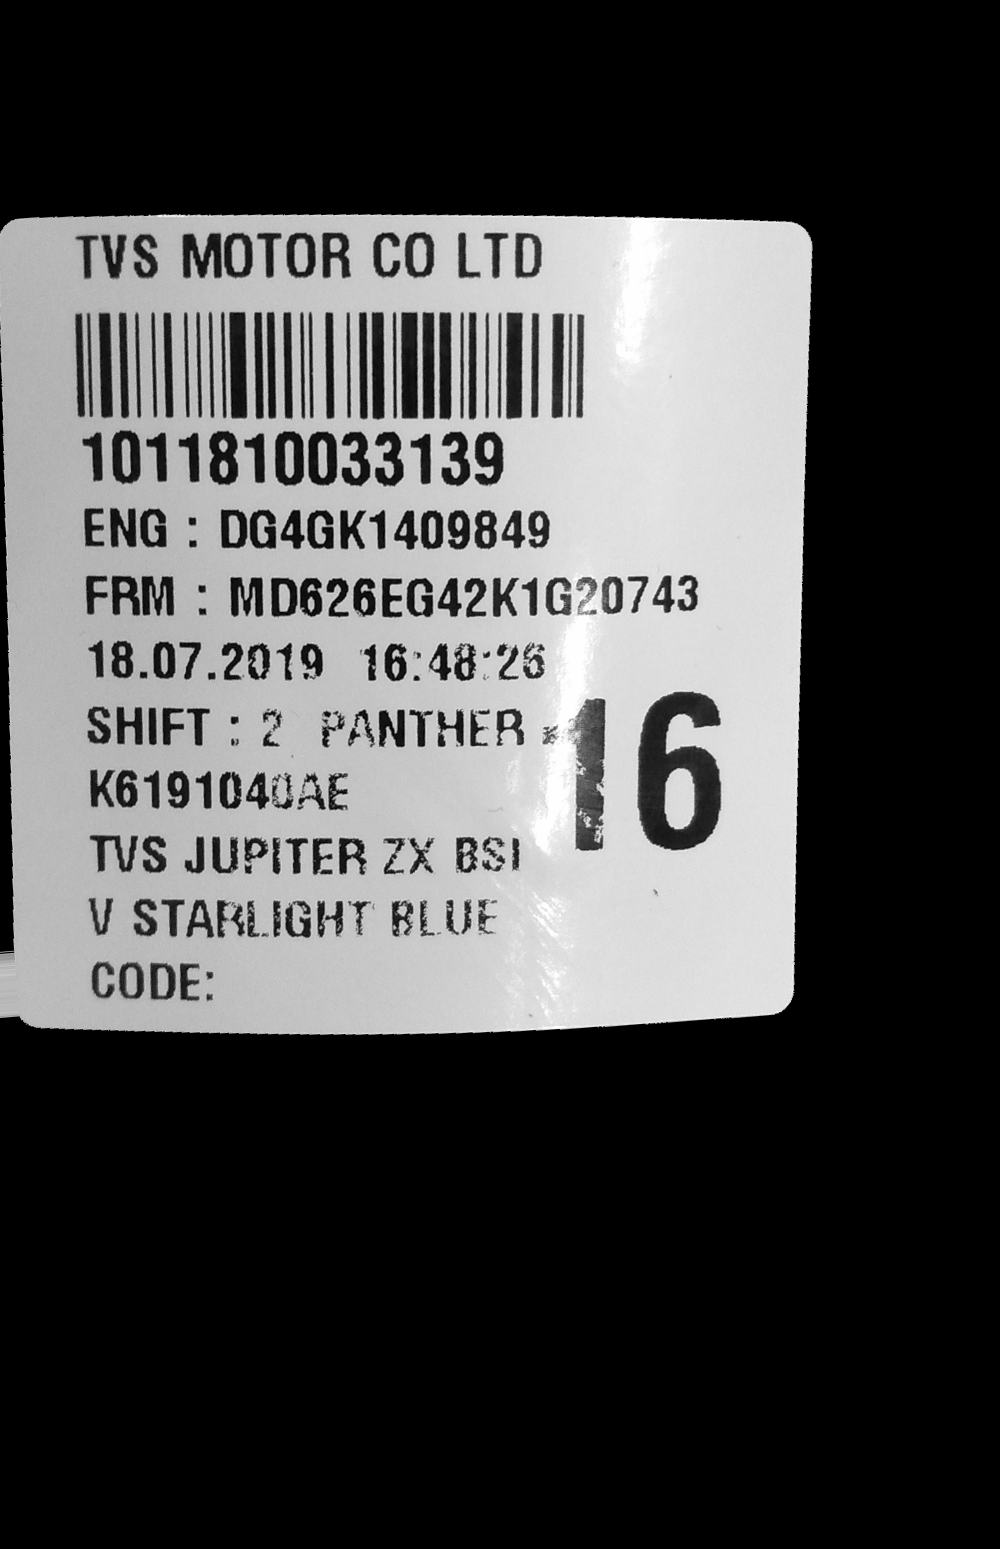 TVS MOTOR CO LTD
1011810033139
ENG : DG4GK1409849
FRM : MD626EG42K1G20743
18.07.2019 16:48:26
SHIFT : 2 PANTHER
16
K6191040AE
TVS JUPITER ZX BSI
V STARLIGHT BLUE
CODE: